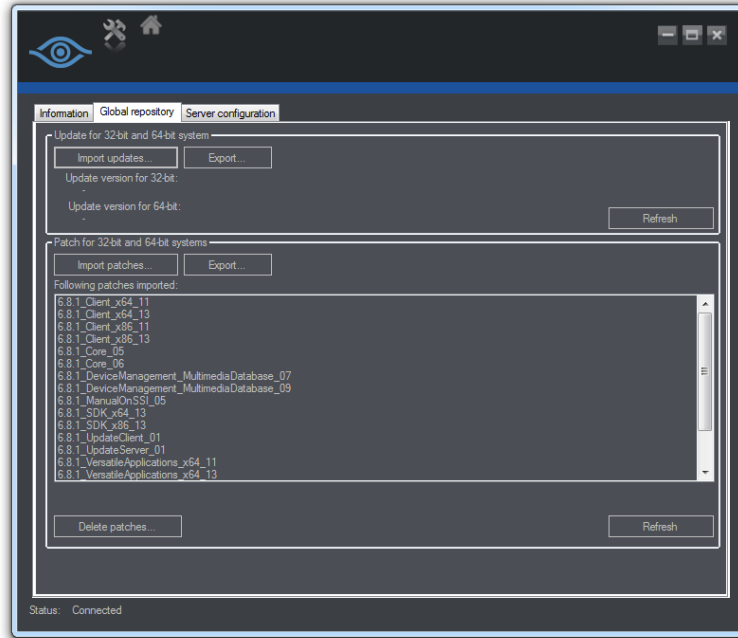 Information Global repository Server configuration
Update for 32-bit and 64-bit system
Import updates... Export...
Update version for 32-bit:
-
Update version for 64-bit:
-
Refresh
Patch for 32-bit and 64-bit systems
Import patches... Export...
Following patches imported:
6.8.1_Client_x64_11
6.8.1_Client_x64_13
6.8.1_Client_x86_11
6.8.1_Client_x86_13
6.8.1_Core_05
6.8.1_Core_06
6.8.1_DeviceManagement_MultimediaDatabase_07
6.8.1_DeviceManagement_MultimediaDatabase_09
6.8.1_ManualOnSSI_05
6.8.1_SDK_x64_13
6.8.1_SDK_x86_13
6.8.1_UpdateClient_01
6.8.1_UpdateServer_01
6.8.1_VersatileApplications_x64_11
6.8.1_VersatileApplications_x64_13
Delete patches... Refresh
Status: Connected